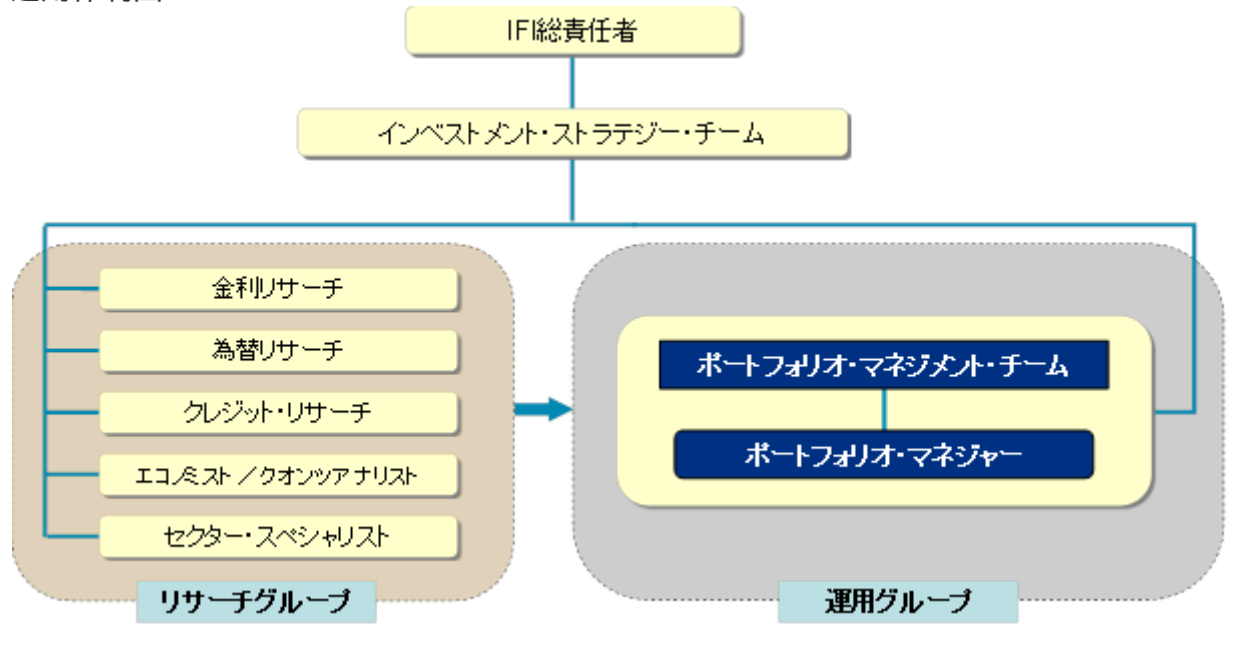 IFI総責任者
インベストメント・ストラテジー・チーム
金利リサーチ
為替リサーチ
クレジット・リサーチ
エコノミスト／クオンツアナリスト
セクター・スペシャリスト
リサーチグループ
ポートフォリオ・マネジメント・チーム
ポートフォリオ・マネジャー
運用グループ